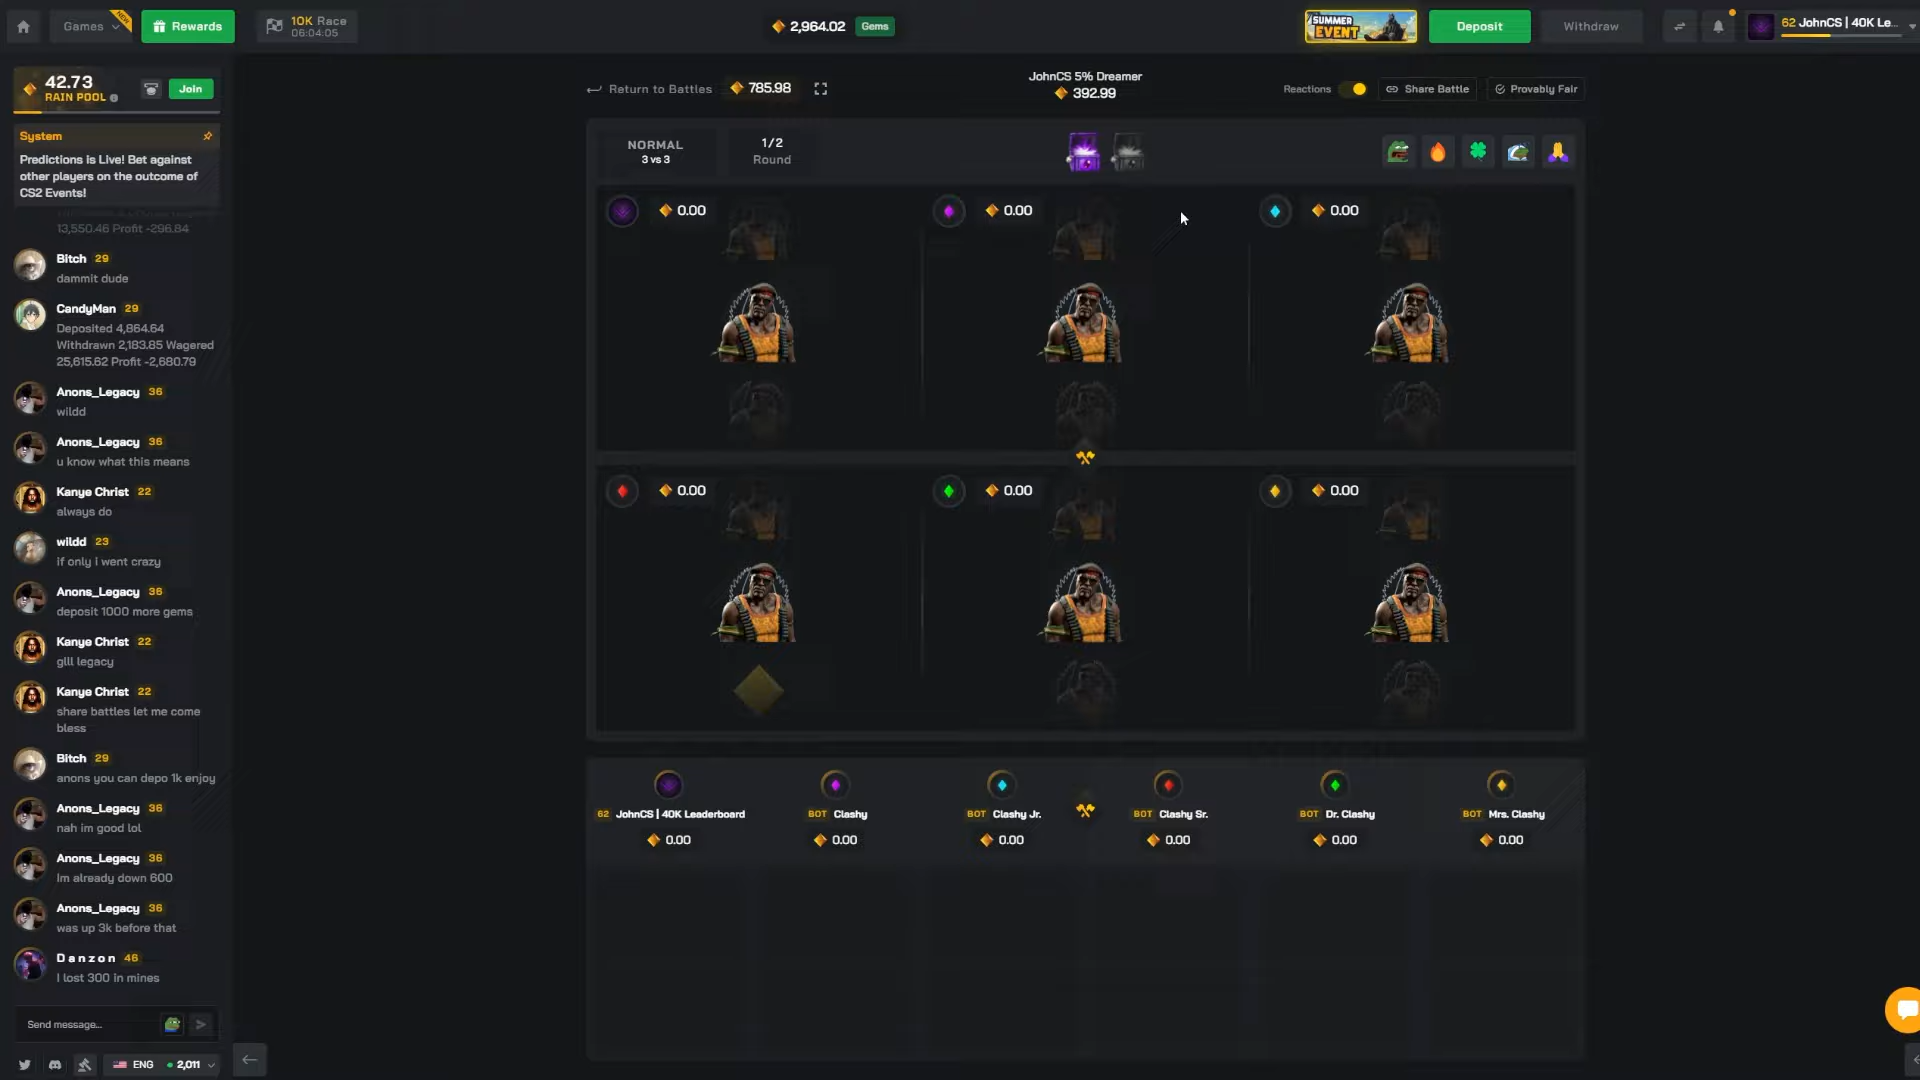 Games
NEW
Rewards
10K Race
06:04:05
2,964.02 Gems
SUMMER
EVENT
Deposit
Withdraw
62 JohnCS | 40K Le...
42.73
RAIN POOL
Join
System
Predictions is Live! Bet against
other players on the outcome of
CS2 Events!
13,550.46 Profit -296.84
Bitch 29
dammit dude
CandyMan 29
Deposited 4,864.64
Withdrawn 2,183.85 Wagered
25,615.62 Profit -2,680.79
Anons_Legacy 36
wildd
Anons_Legacy 36
u know what this means
Kanye Christ 22
always do
wildd 23
if only i went crazy
Anons_Legacy 36
deposit 1000 more gems
Kanye Christ 22
glll legacy
Kanye Christ 22
share battles let me come
bless
Bitch 29
anons you can depo 1k enjoy
Anons_Legacy 36
nah im good lol
Anons_Legacy 36
Im already down 600
Anons_Legacy 36
was up 3k before that
D a n z o n 46
I lost 300 in mines
Send message...
ENG 2,011
Return to Battles 785.98
JohnCS 5% Dreamer
392.99
Reactions
Share Battle
Provably Fair
NORMAL
3 vs 3
1/2
Round
0.00 0.00 0.00
0.00 0.00 0.00
62 JohnCS | 40K Leaderboard
0.00
BOT Clashy
0.00
BOT Clashy Jr.
0.00
BOT Clashy Sr.
0.00
BOT Dr. Clashy
0.00
BOT Mrs. Clashy
0.00